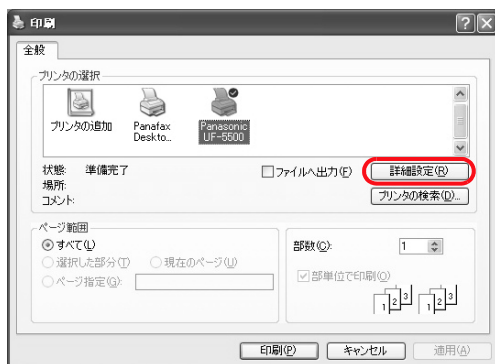 印刷
全般
プリンタの選択
プリンタの追加
Panafax
Deskto...
Panasonic
UF-5500
状態: 準備完了
場所:
コメント:
ファイルへ出力(F)
詳細設定(R)
プリンタの検索(D)...
ページ範囲
すべて(L)
選択した部分(T)
現在のページ(U)
ページ指定(G):
部数(C): 1
部単位で印刷(O)
1 2 3 1 2 3
印刷(P)
キャンセル
適用(A)